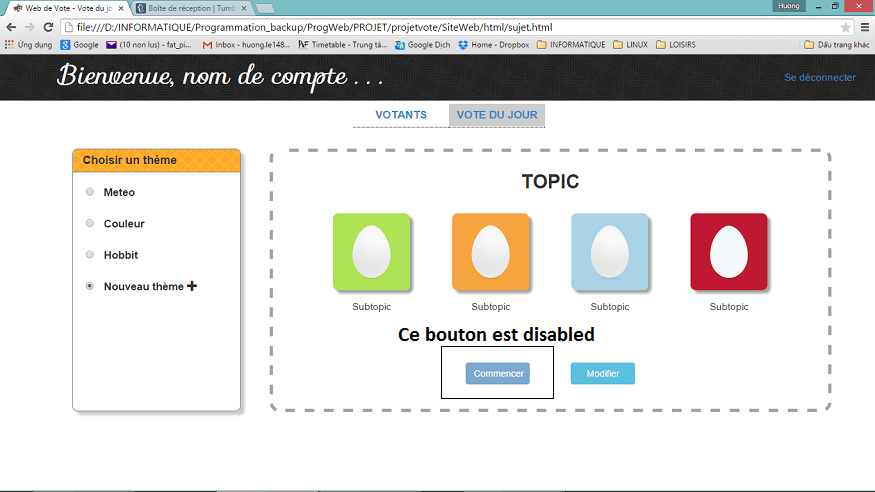 Huong
Web de Vote - Vote du jo
Boîte de réception | Tumb
file:///D:/INFORMATIQUE/Programmation_backup/ProgWeb/PROJET/projetvote/SiteWeb/html/sujet.html
Ứng dụng
Google
(10 non lus) - fat_pi...
Inbox - huong.le148...
Timetable - Trung tâ...
Google Dịch
Home - Dropbox
INFORMATIQUE
LINUX
LOISIRS
Dấu trang khác
Bienvenue, nom de compte . . .
Se déconnecter
VOTANTS
VOTE DU JOUR
Choisir un thème
Meteo
Couleur
Hobbit
Nouveau thème
TOPIC
Subtopic
Subtopic
Subtopic
Subtopic
Ce bouton est disabled
Commencer
Modifier